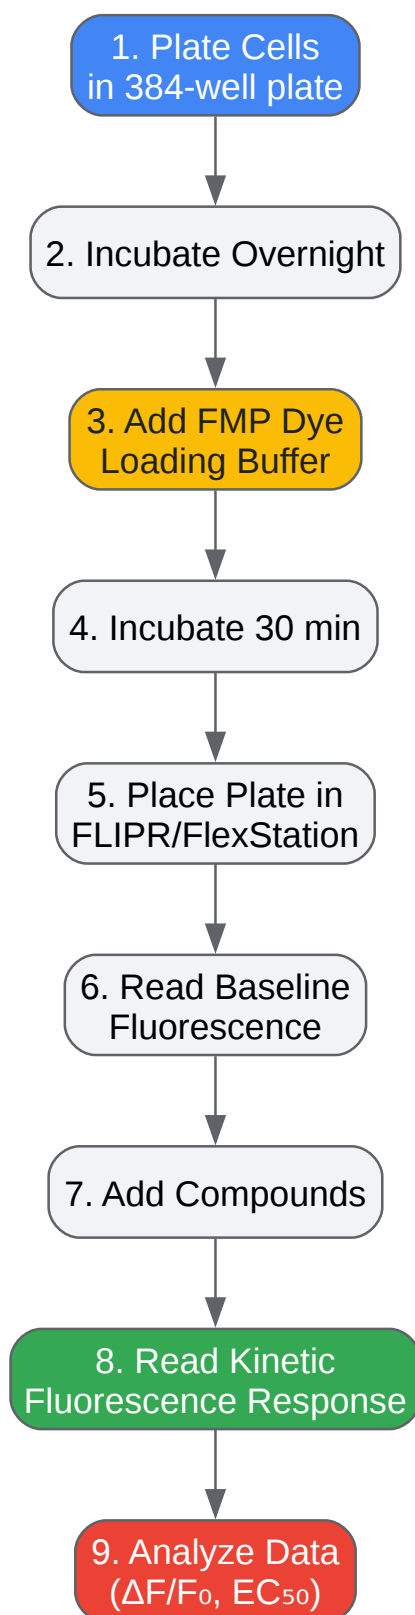 1. Plate Cells
in 384-well plate
2. Incubate Overnight
3. Add FMP Dye
Loading Buffer
4. Incubate 30 min
5. Place Plate in
FLIPR/FlexStation
6. Read Baseline
Fluorescence
7. Add Compounds
8. Read Kinetic
Fluorescence Response
9. Analyze Data
(ΔF/F₀, EC₅₀)